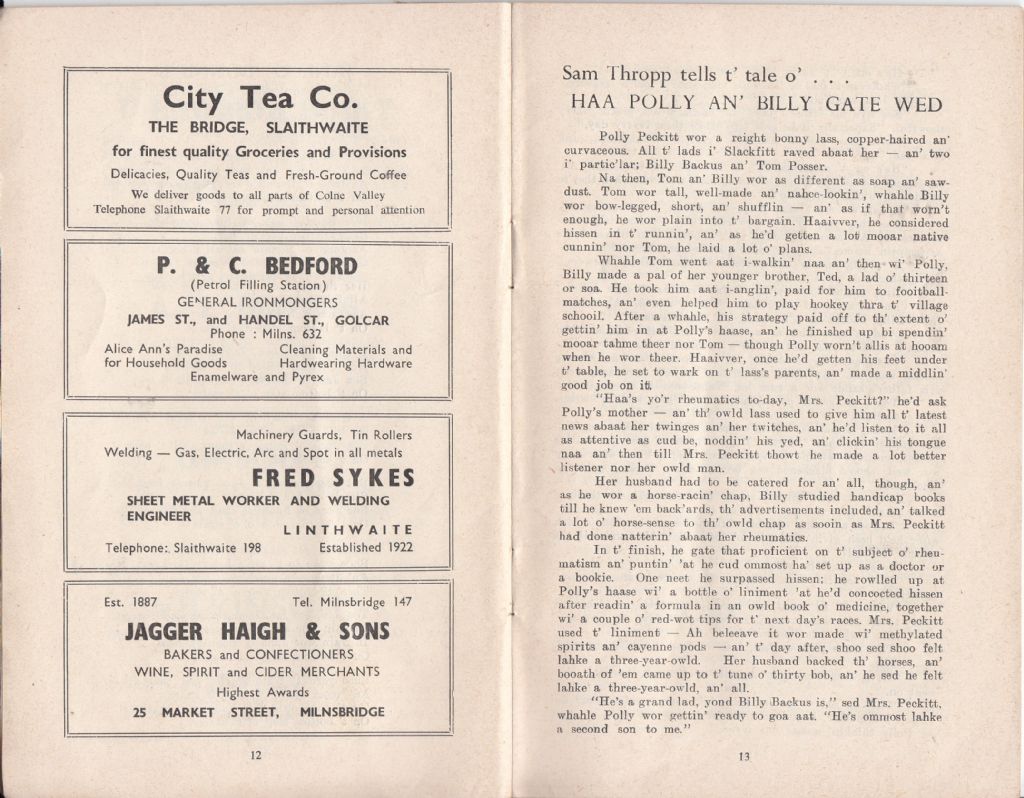 City Tea Co.
THE BRIDGE, SLAITHWAITE
for finest quality Groceries and Provisions
Delicacies, Quality Teas and Fresh-Ground Coffee
We deliver goods to all parts of Colne Valley
Telephone Slaithwaite 77 for prompt and personal attention
P. & C. BEDFORD
(Petrol Filling Station)
GENERAL IRONMONGERS
JAMES ST., and HANDEL ST., GOLCAR
Phone : Milns. 632
Alice Ann's Paradise Cleaning Materials and
for Household Goods Hardwearing Hardware
Enamelware and Pyrex
Machinery Guards, Tin Rollers
Welding — Gas, Electric, Arc and Spot in all metals
FRED SYKES
SHEET METAL WORKER AND WELDING
ENGINEER
LINTHWAITE
Telephone: Slaithwaite 198 Established 1922
Est. 1887 Tel. Milnsbridge 147
JAGGER HAIGH & SONS
BAKERS and CONFECTIONERS
WINE, SPIRIT and CIDER MERCHANTS
Highest Awards
25 MARKET STREET, MILNSBRIDGE
12
Sam Thropp tells t' tale o' . . .
HAA POLLY AN' BILLY GATE WED
Polly Peckitt wor a reight bonny lass, copper-haired an'
curvaceous. All t' lads i' Slackfitt raved abaat her — an' two
i' partic'lar; Billy Backus an' Tom Posser.
Na then, Tom an' Billy wor as different as soap an' saw-
dust. Tom wor tall, well-made an' nahce-lookin', whahle Billy
wor bow-legged, short, an' shufflin — an' as if that worn't
enough, he wor plain into t' bargain. Haaivver, he considered
hissen in t' runnin', an' as he'd getten a lot mooar native
cunnin' nor Tom, he laid a lot o' plans.
Whahle Tom went aat i-walkin' naa an' then wi' Polly,
Billy made a pal of her younger brother, Ted, a lad o' thirteen
or soa. He took him aat i-anglin', paid for him to fooitball-
matches, an' even helped him to play hookey thra t' village
schooil. After a whahle, his strategy paid off to th' extent o'
gettin' him in at Polly's haase, an' he finished up bi spendin'
mooar tahme theer nor Tom — though Polly worn't allis at hooam
when he wor theer. Haaivver, once he'd getten his feet under
t' table, he set to wark on t' lass's parents, an' made a middlin'
good job on it.
"Haa's yo'r rheumatics to-day, Mrs. Peckitt?" he'd ask
Polly's mother — an' th' owld lass used to give him all t' latest
news abaat her twinges an' her twitches, an' he'd listen to it all
as attentive as cud be, noddin' his yed, an' clickin' his tongue
naa an' then till Mrs. Peckitt thowt he made a lot better
listener nor her owld man.
Her husband had to be catered for an' all, though, an'
as he wor a horse-racin' chap, Billy studied handicap books
till he knew 'em back'ards, th' advertisements included, an' talked
a lot o' horse-sense to th' owld chap as sooin as Mrs. Peckitt
had done natterin' abaat her rheumatics.
In t' finish, he gate that proficient on t' subject o' rheu-
matism an' puntin' 'at he cud ommost ha' set up as a doctor or
a bookie. One neet he surpassed hissen; he rowlled up at
Polly's haase wi' a bottle o' liniment 'at he'd concocted hissen
after readin' a formula in an owld book o' medicine, together
wi' a couple o' red-wot tips for t' next day's races. Mrs. Peckitt
used t' liniment — Ah beleeave it wor made wi' methylated
spirits an' cayenne pods — an' t' day after, shoo sed shoo felt
lahke a three-year-owld. Her husband backed th' horses, an'
booath of 'em came up to t' tune o' thirty bob, an' he sed he felt
lahke a three-year-owld, an' all.
"He's a grand lad, yond Billy Backus is," sed Mrs. Peckitt,
whahle Polly wor gettin' ready to goa aat. "He's ommost lahke
a second son to me."
13